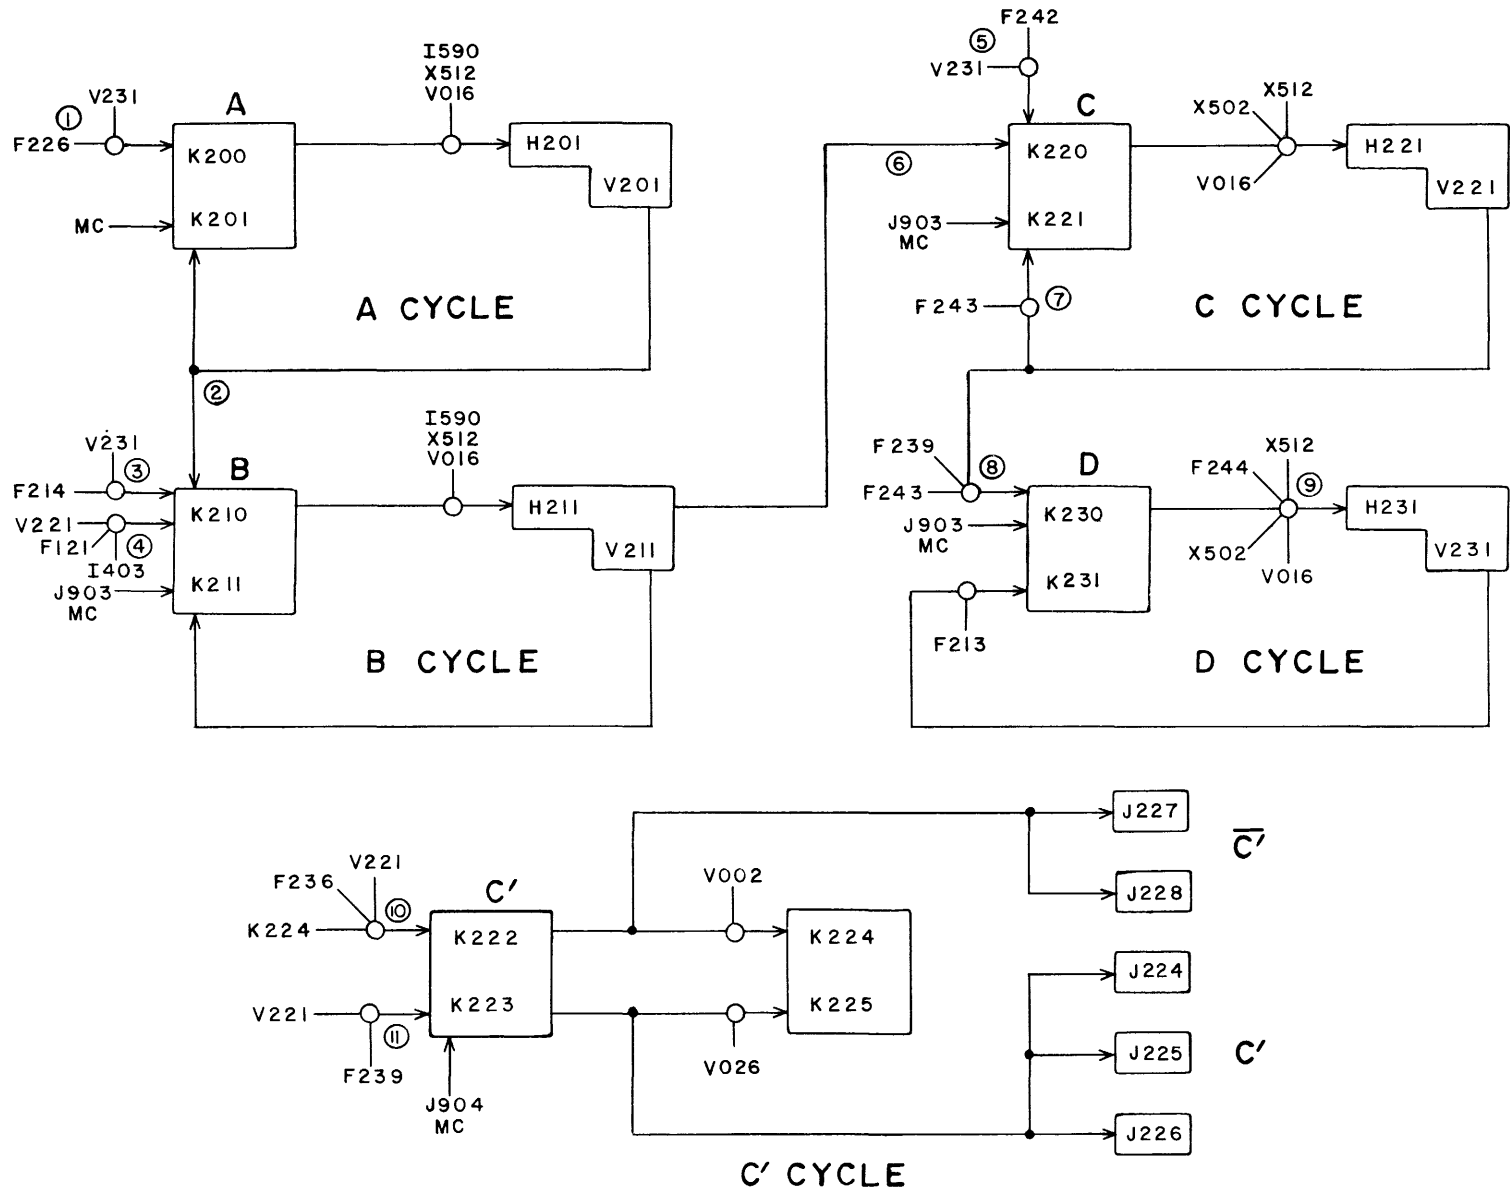 I590
X512
V016
V231
1
F226
A
K200
K201
MC
H201
V201
A CYCLE
2
I590
X512
V016
V231
3
F214
V221
F121
4
I403
J903
MC
B
K210
K211
H211
V211
B CYCLE
F242
5
V231
C
6
K220
K221
J903
MC
F243
7
X512
X502
V016
H221
V221
C CYCLE
F239
8
F243
J903
MC
F213
D
K230
K231
X512
F244
9
X502
V016
H231
V231
D CYCLE
V221
F236
10
K224
C'
K222
K223
V221
11
F239
J904
MC
V002
K224
K225
V026
J227
C̅'̅
J228
J224
J225
C'
J226
C' CYCLE